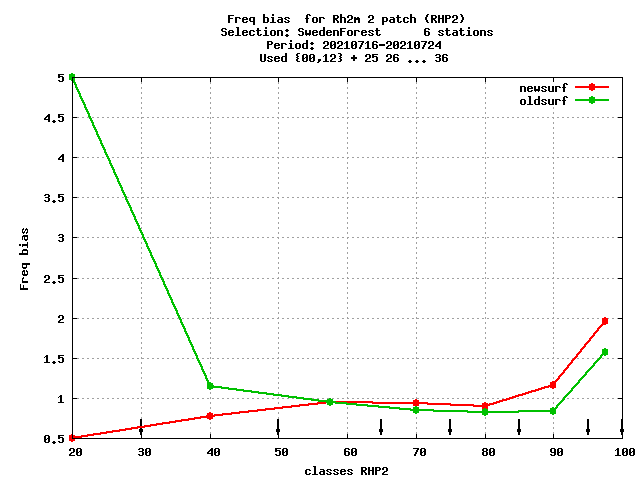 Freq bias  for Rh2m 2 patch (RHP2)
Selection: SwedenForest      6 stations
Period: 20210716-20210724
Used {00,12} + 25 26 ... 36
newsurf
oldsurf
5
4.5
4
3.5
3
2.5
2
1.5
1
0.5
Freq bias
20 30 40 50 60 70 80 90 100
classes RHP2